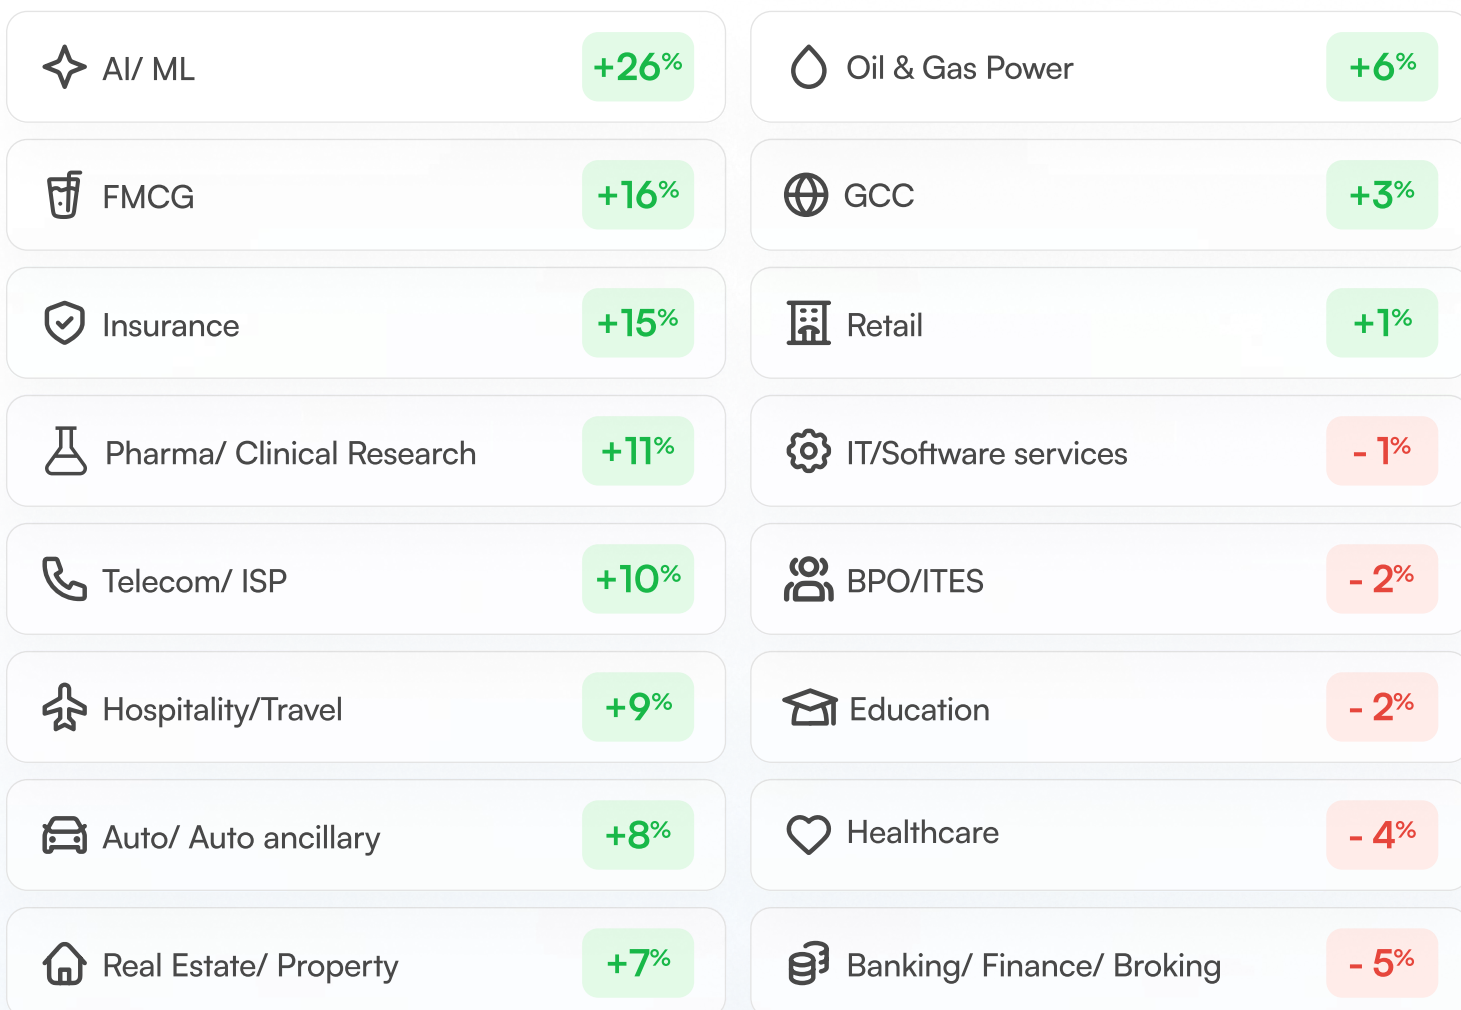 AI/ ML +26%
FMCG +16%
Insurance +15%
Pharma/ Clinical Research +11%
Telecom/ ISP +10%
Hospitality/Travel +9%
Auto/ Auto ancillary +8%
Real Estate/ Property +7%
Oil & Gas Power +6%
GCC +3%
Retail +1%
IT/Software services - 1%
BPO/ITES - 2%
Education - 2%
Healthcare - 4%
Banking/ Finance/ Broking - 5%